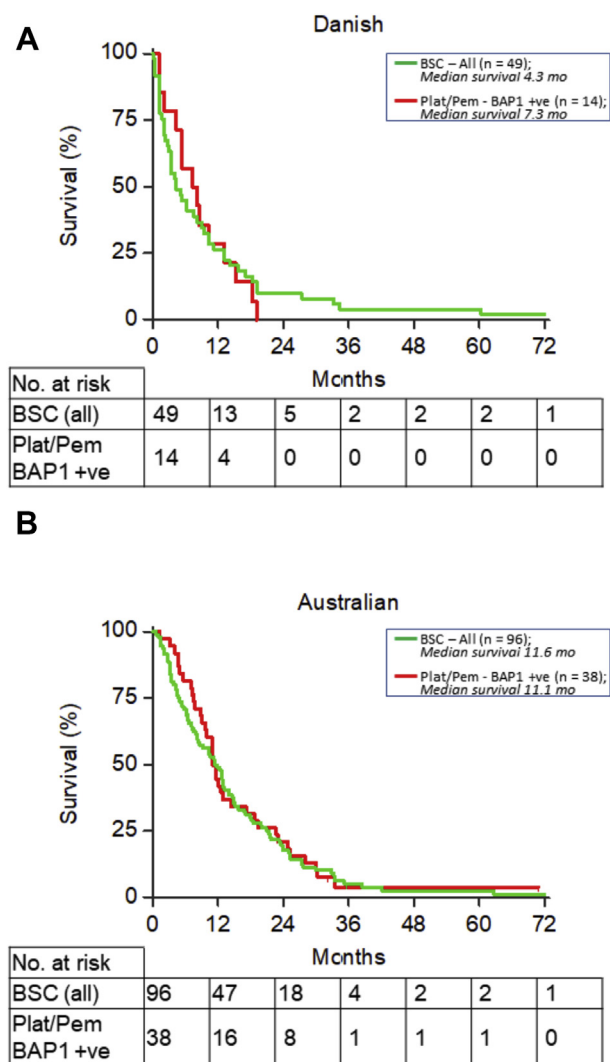 A
Danish
BSC – All (n = 49);
Median survival 4.3 mo
Plat/Pem - BAP1 +ve (n = 14);
Median survival 7.3 mo
Survival (%)
100
75
50
25
0
0 12 24 36 48 60 72
Months
No. at risk
BSC (all) 49 13 5 2 2 2 1
Plat/Pem
BAP1 +ve 14 4 0 0 0 0 0
B
Australian
BSC – All (n = 96);
Median survival 11.6 mo
Plat/Pem - BAP1 +ve (n = 38);
Median survival 11.1 mo
Survival (%)
100
75
50
25
0
0 12 24 36 48 60 72
Months
No. at risk
BSC (all) 96 47 18 4 2 2 1
Plat/Pem
BAP1 +ve 38 16 8 1 1 1 0